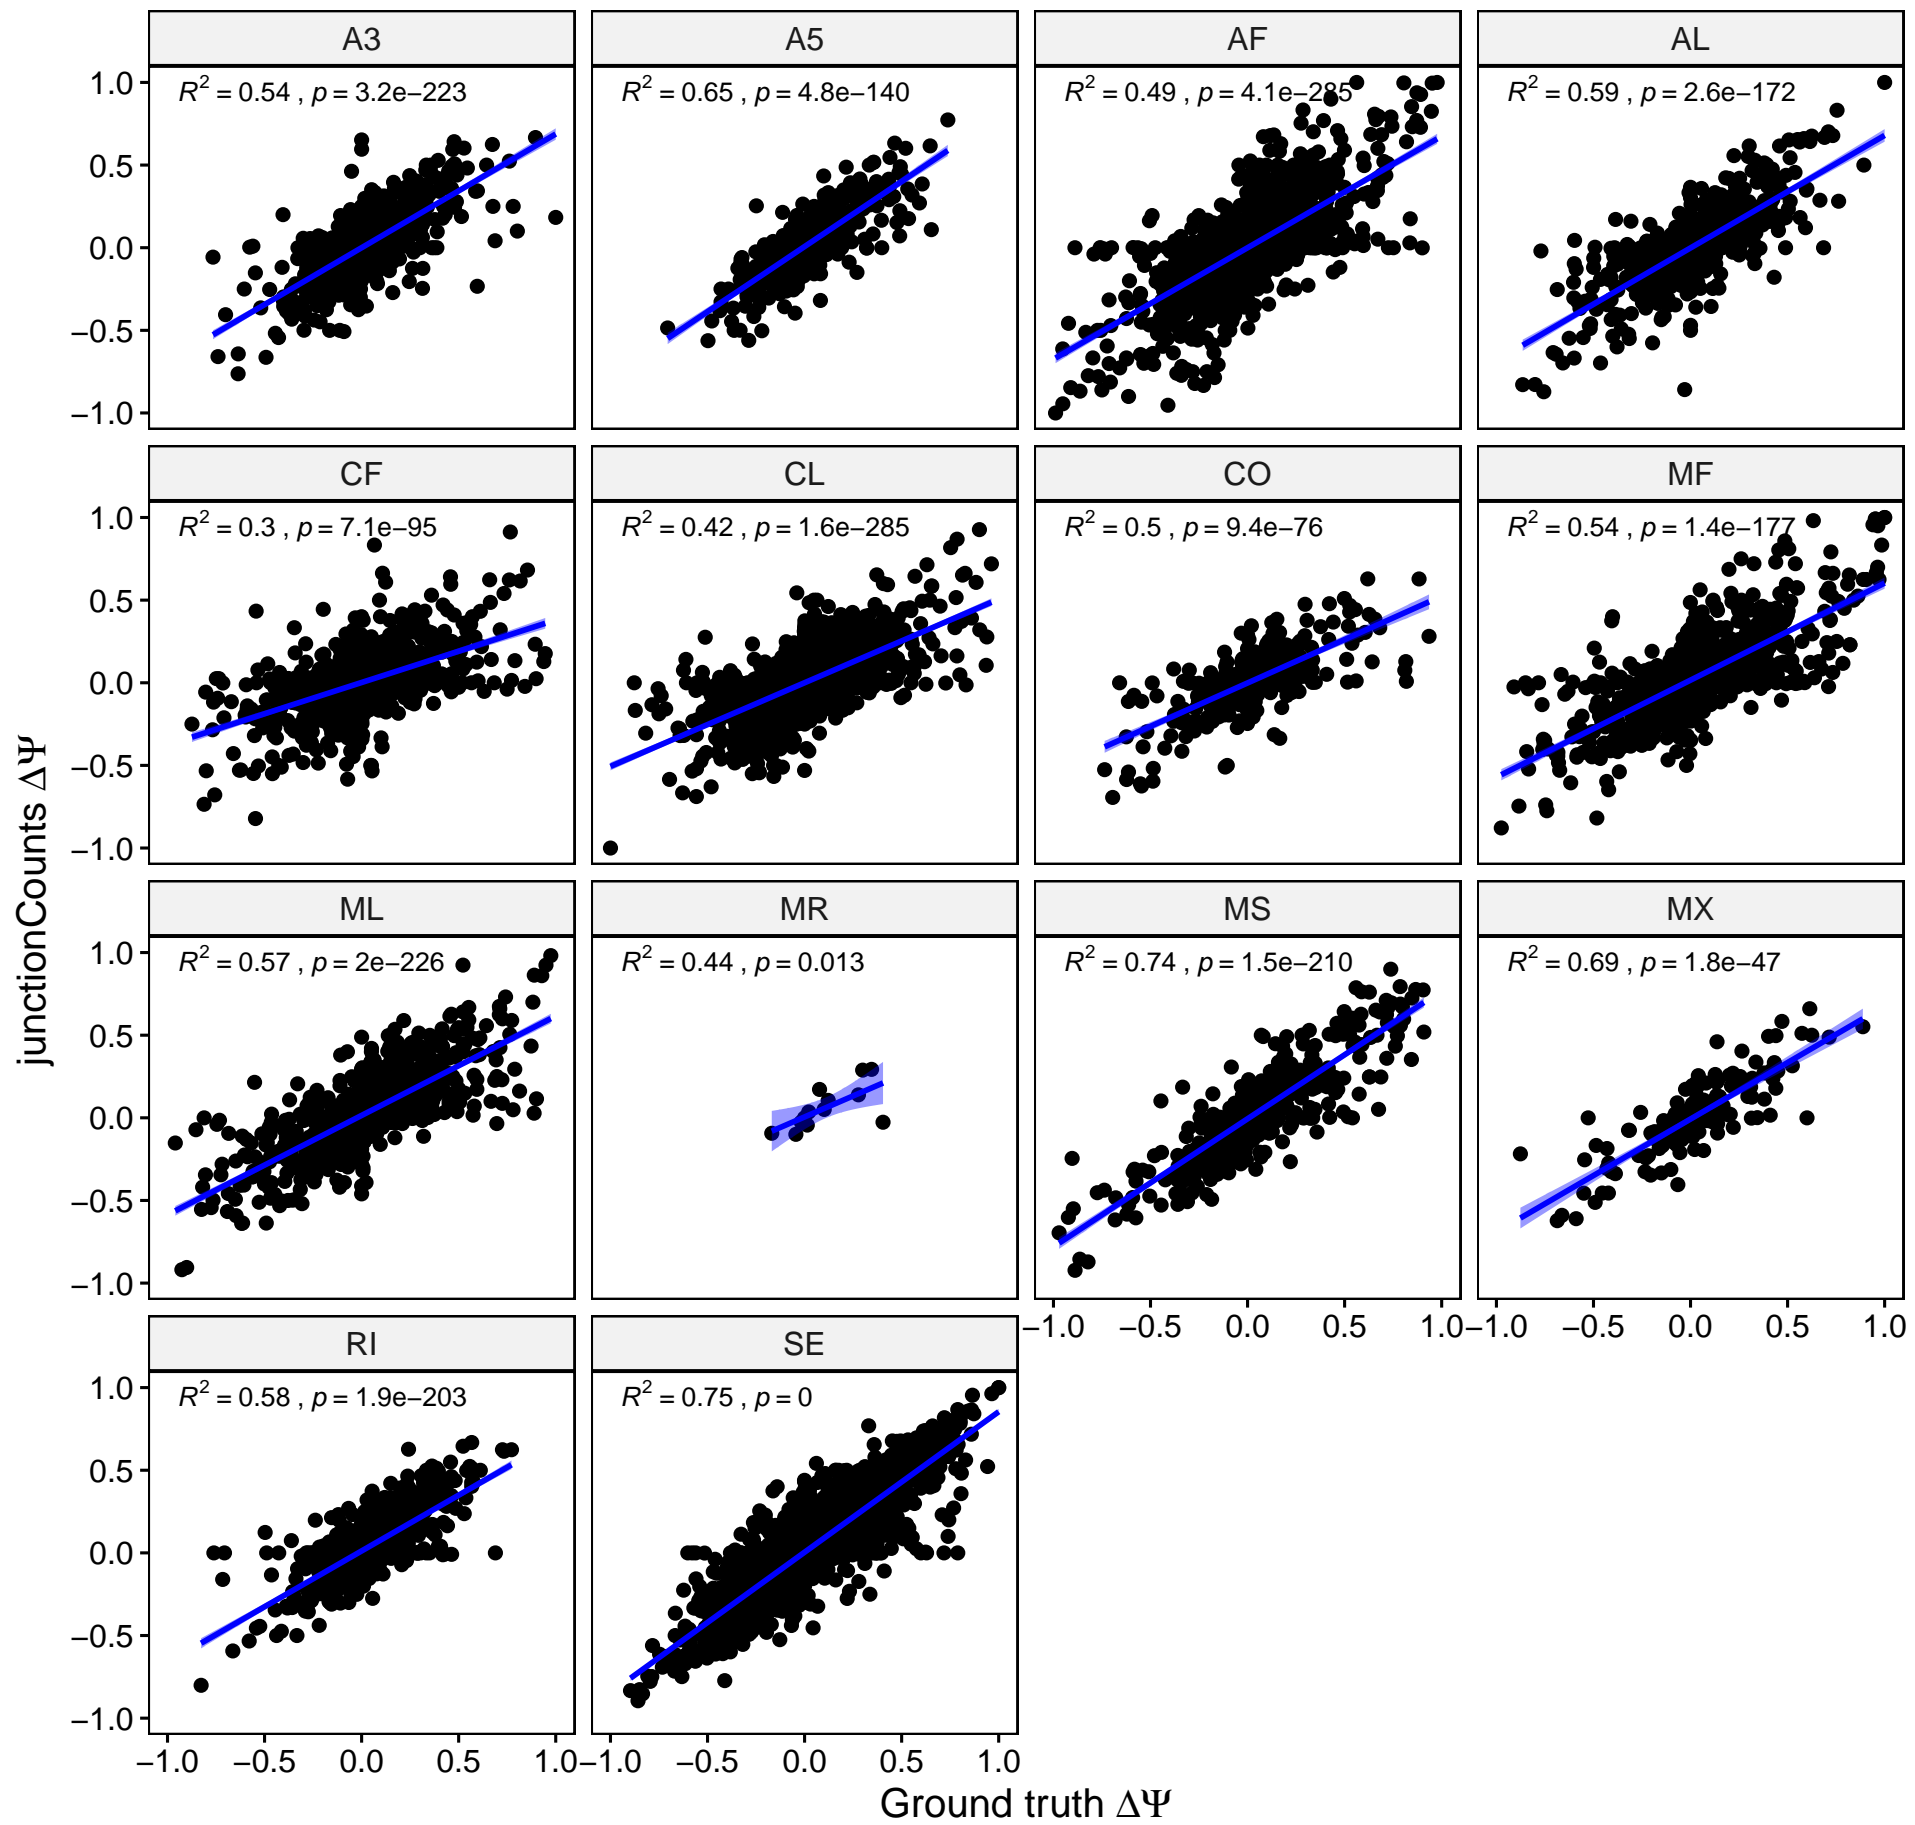 A3 A5 AF AL
R² = 0.54 , p = 3.2e−223 R² = 0.65 , p = 4.8e−140 R² = 0.49 , p = 4.1e−285 R² = 0.59 , p = 2.6e−172
1.0
0.5
0.0
−0.5
−1.0
CF CL CO MF
R² = 0.3 , p = 7.1e−95 R² = 0.42 , p = 1.6e−285 R² = 0.5 , p = 9.4e−76 R² = 0.54 , p = 1.4e−177
1.0
0.5
0.0
−0.5
−1.0
junctionCounts ΔΨ
ML MR MS MX
R² = 0.57 , p = 2e−226 R² = 0.44 , p = 0.013 R² = 0.74 , p = 1.5e−210 R² = 0.69 , p = 1.8e−47
1.0
0.5
0.0
−0.5
−1.0
−1.0 −0.5 0.0 0.5 1.0 −1.0 −0.5 0.0 0.5 1.0
RI SE
R² = 0.58 , p = 1.9e−203 R² = 0.75 , p = 0
1.0
0.5
0.0
−0.5
−1.0
−1.0 −0.5 0.0 0.5 1.0 −1.0 −0.5 0.0 0.5 1.0
Ground truth ΔΨ